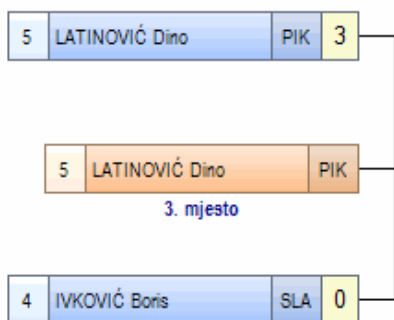 5 LATINOVIĆ Dino PIK 3
5 LATINOVIĆ Dino PIK
3. mjesto
4 IVKOVIĆ Boris SLA 0